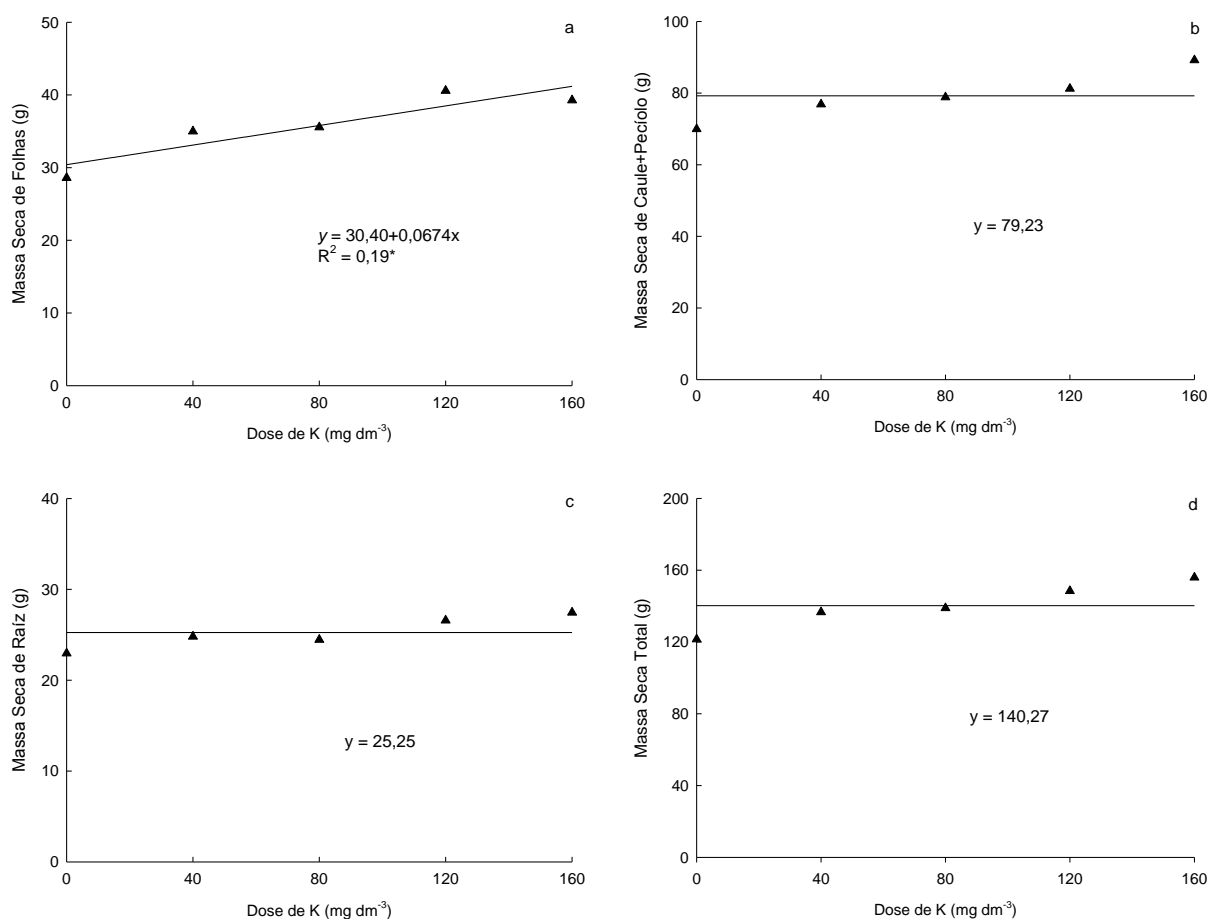 a
50
40
30
20
10
0
Massa Seca de Folhas (g)
y = 30,40+0,0674x
R² = 0,19*
0 40 80 120 160
Dose de K (mg dm⁻³)
b
100
80
60
40
20
0
Massa Seca de Caule+Pecíolo (g)
y = 79,23
0 40 80 120 160
Dose de K (mg dm⁻³)
c
40
30
20
10
0
Massa Seca de Raíz (g)
y = 25,25
0 40 80 120 160
Dose de K (mg dm⁻³)
d
200
160
120
80
40
0
Massa Seca Total (g)
y = 140,27
0 40 80 120 160
Dose de K (mg dm⁻³)